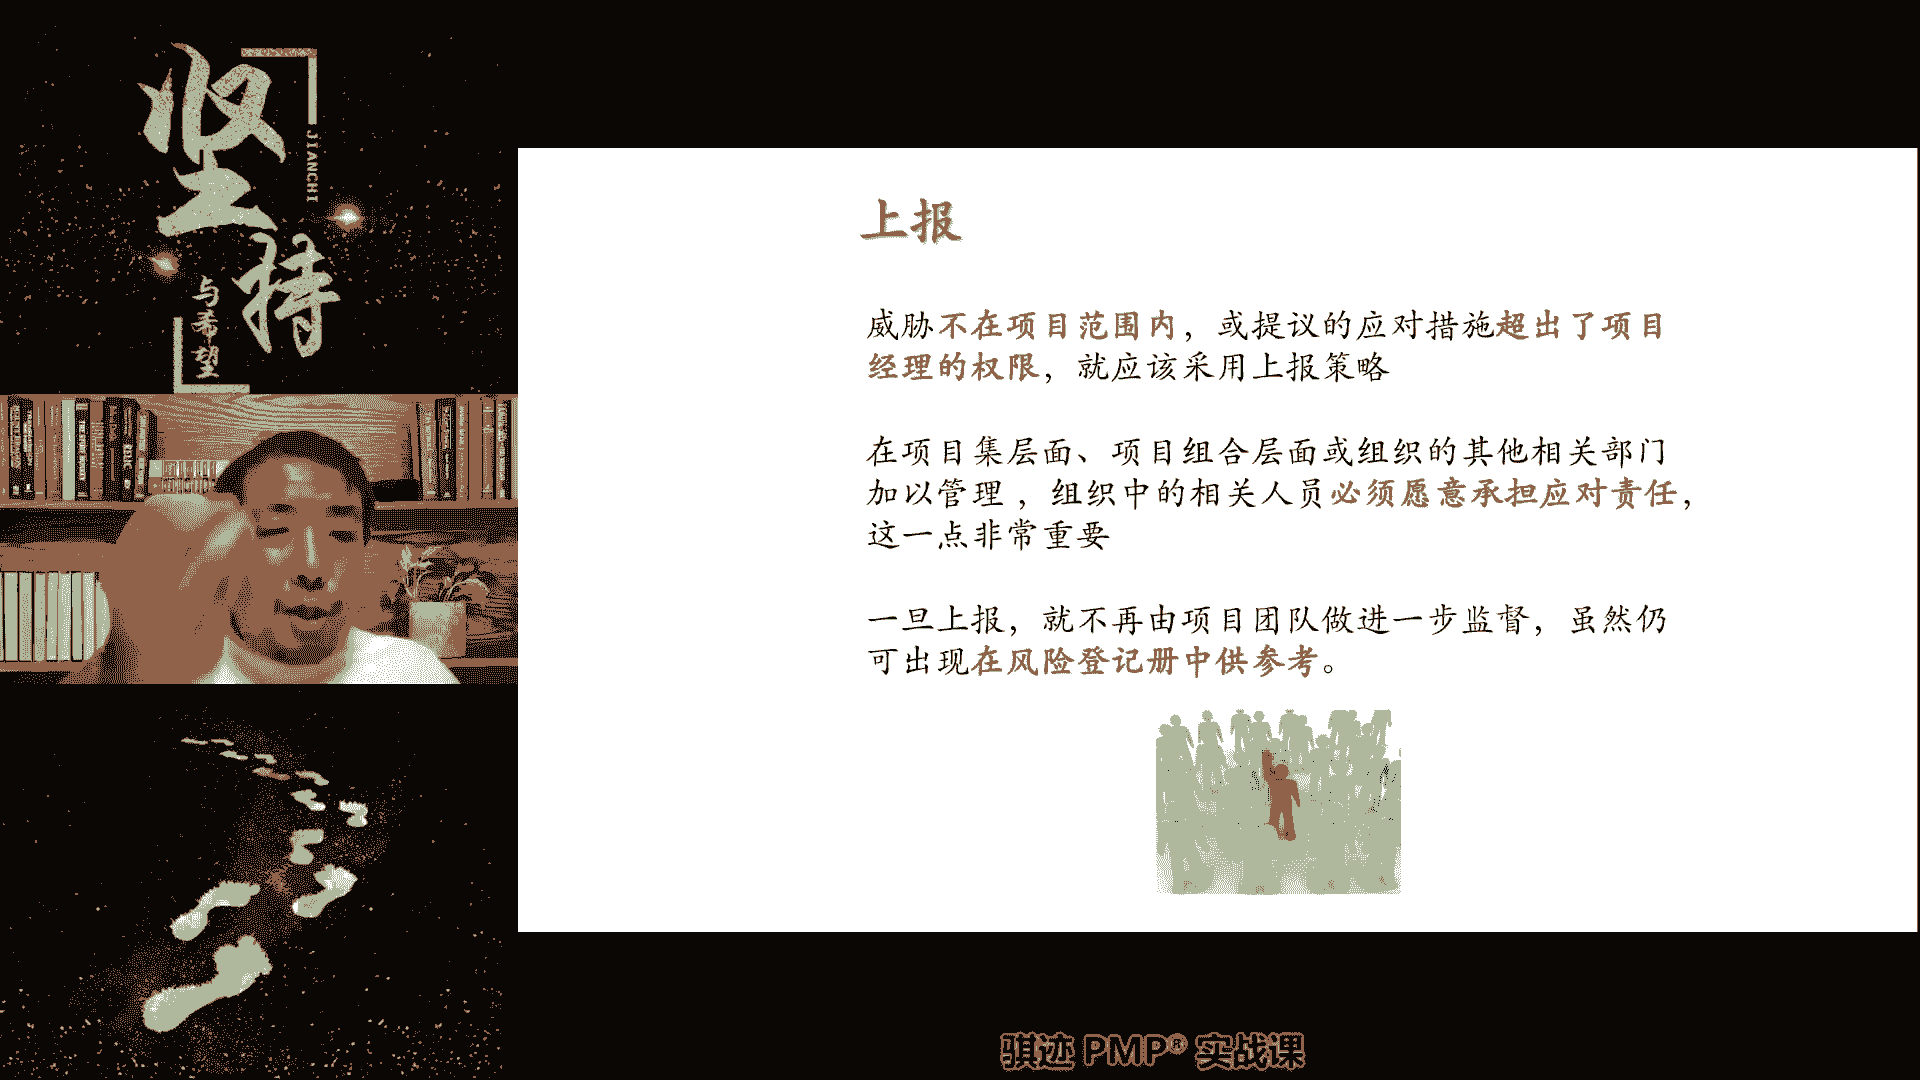 坚持
JIANCHI
与希望
上报
威胁不在项目范围内，或提议的应对措施超出了项目
经理的权限，就应该采用上报策略
在项目集层面、项目组合层面或组织的其他相关部门
加以管理 ，组织中的相关人员必须愿意承担应对责任，
这一点非常重要
一旦上报，就不再由项目团队做进一步监督，虽然仍
可出现在风险登记册中供参考。
骐迹 PMP® 实战课